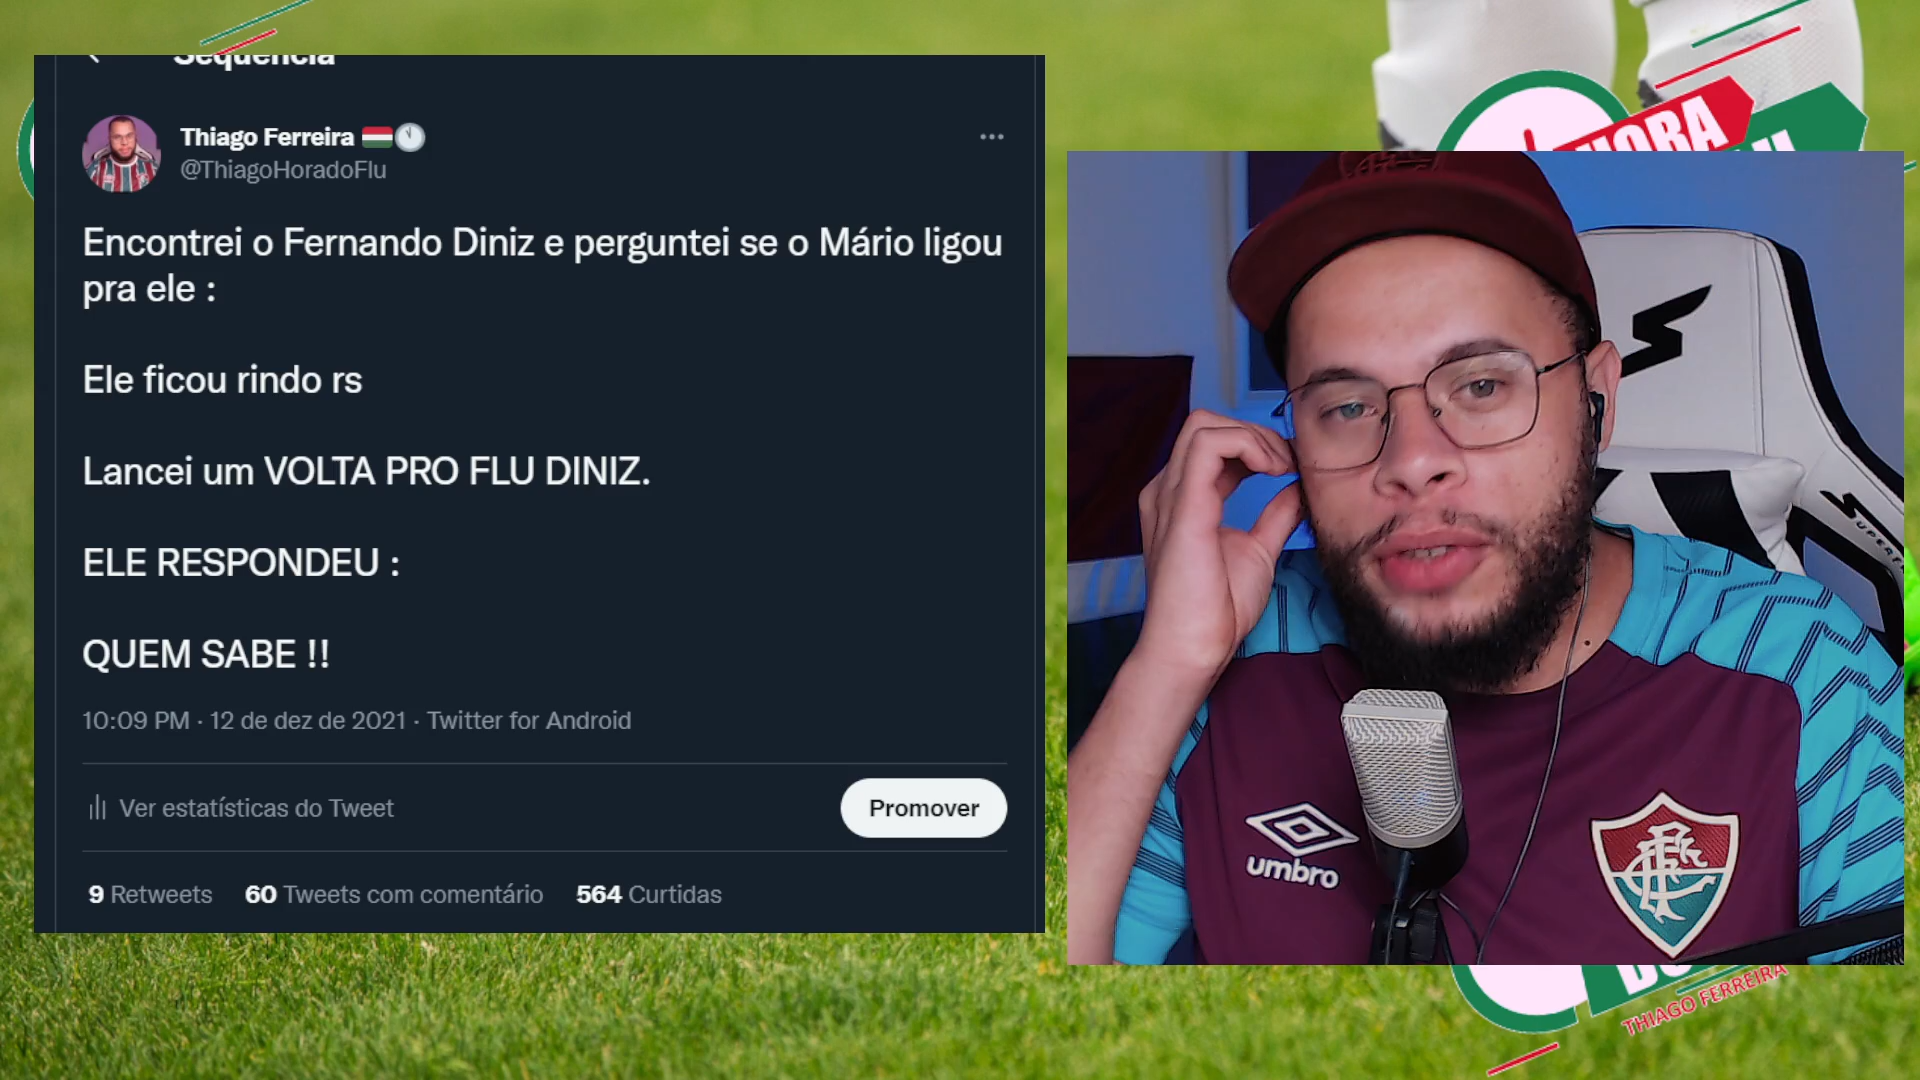 Sequência
Thiago Ferreira
@ThiagoHoradoFlu
Encontrei o Fernando Diniz e perguntei se o Mário ligou
pra ele :
Ele ficou rindo rs
Lancei um VOLTA PRO FLU DINIZ.
ELE RESPONDEU :
QUEM SABE !!
10:09 PM · 12 de dez de 2021 · Twitter for Android
Ver estatísticas do Tweet
Promover
9 Retweets 60 Tweets com comentário 564 Curtidas
HORA
umbro
THIAGO FERREIRA